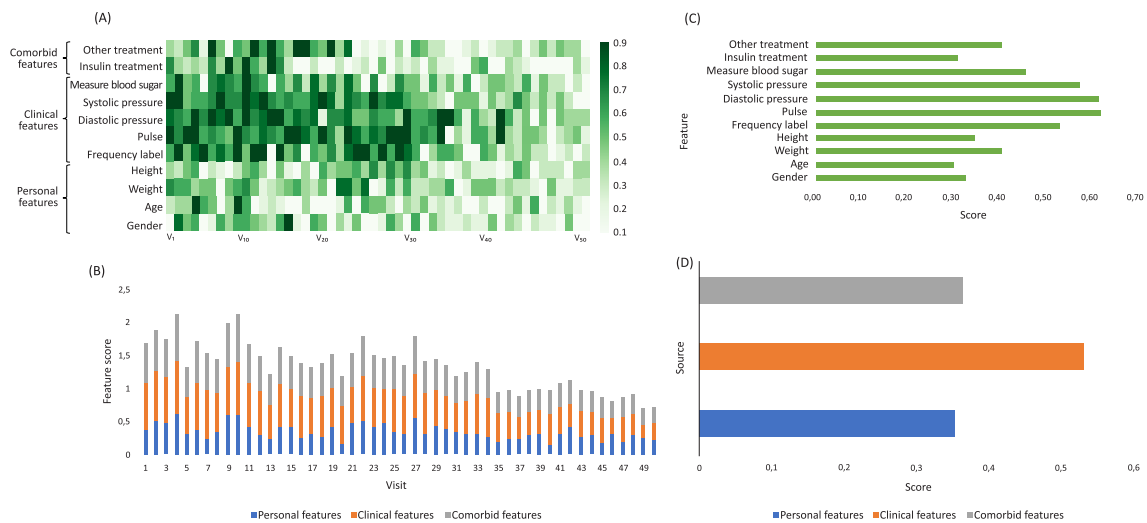 (A)
Comorbid
features
Clinical
features
Personal
features
Other treatment
Insulin treatment
Measure blood sugar
Systolic pressure
Diastolic pressure
Pulse
Frequency label
Height
Weight
Age
Gender
V₁ V₁₀ V₂₀ V₃₀ V₄₀ V₅₀
0.9
0.8
0.7
0.6
0.5
0.4
0.3
0.2
0.1
(C)
Feature
Other treatment
Insulin treatment
Measure blood sugar
Systolic pressure
Diastolic pressure
Pulse
Frequency label
Height
Weight
Age
Gender
0,00 0,10 0,20 0,30 0,40 0,50 0,60 0,70
Score
(B)
Feature score
2,5
2
1,5
1
0,5
0
1 3 5 7 9 11 13 15 17 19 21 23 25 27 29 31 33 35 37 39 41 43 45 47 49
Visit
Personal features Clinical features Comorbid features
(D)
Source
0 0,1 0,2 0,3 0,4 0,5 0,6
Score
Personal features Clinical features Comorbid features